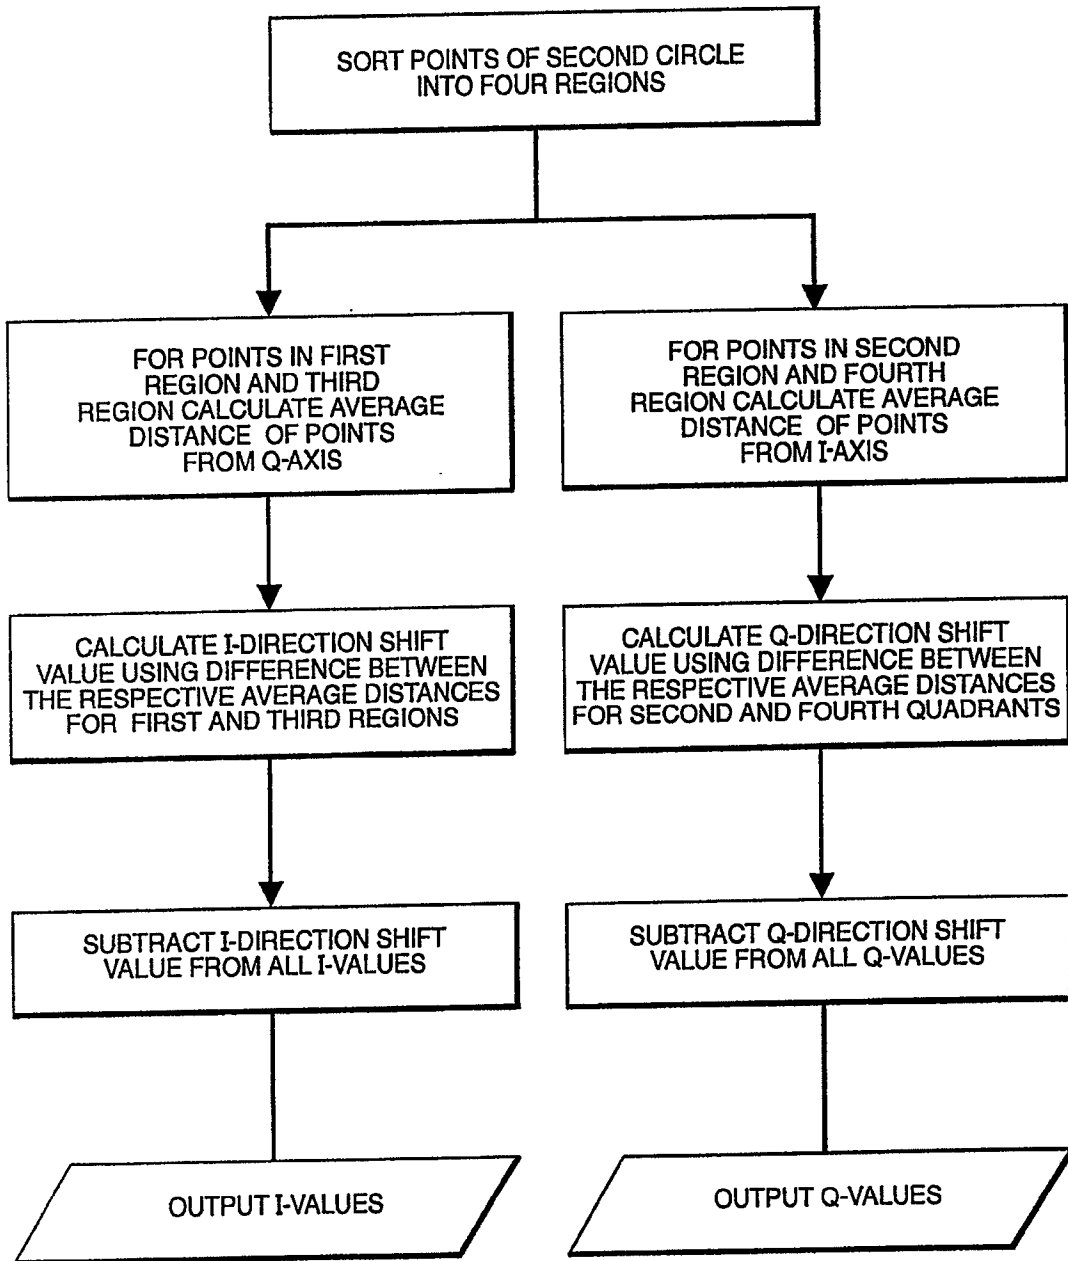 SORT POINTS OF SECOND CIRCLE
INTO FOUR REGIONS
FOR POINTS IN FIRST
REGION AND THIRD
REGION CALCULATE AVERAGE
DISTANCE OF POINTS
FROM Q-AXIS
FOR POINTS IN SECOND
REGION AND FOURTH
REGION CALCULATE AVERAGE
DISTANCE OF POINTS
FROM I-AXIS
CALCULATE I-DIRECTION SHIFT
VALUE USING DIFFERENCE BETWEEN
THE RESPECTIVE AVERAGE DISTANCES
FOR FIRST AND THIRD REGIONS
CALCULATE Q-DIRECTION SHIFT
VALUE USING DIFFERENCE BETWEEN
THE RESPECTIVE AVERAGE DISTANCES
FOR SECOND AND FOURTH QUADRANTS
SUBTRACT I-DIRECTION SHIFT
VALUE FROM ALL I-VALUES
SUBTRACT Q-DIRECTION SHIFT
VALUE FROM ALL Q-VALUES
OUTPUT I-VALUES
OUTPUT Q-VALUES